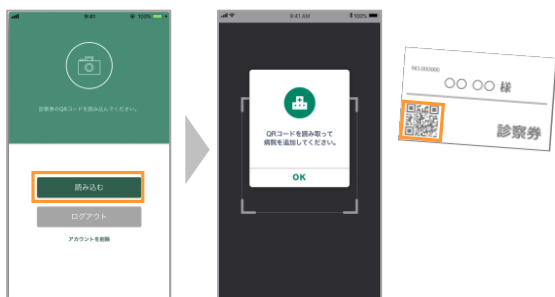 9:41
100%
診察券のQRコードを読み込んでください。
読み込む
ログアウト
アカウントを削除
9:41 AM
100%
QRコードを読み取って
病院を追加してください。
OK
NO.000000
○○ ○○ 様
診察券